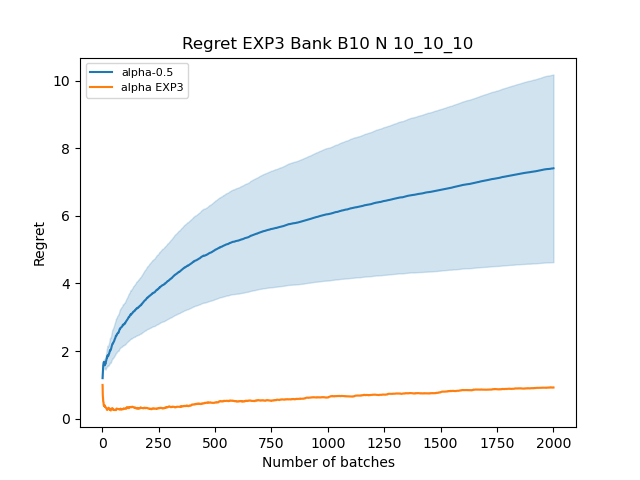 Regret EXP3 Bank B10 N 10_10_10
alpha-0.5
alpha EXP3
Regret
10
8
6
4
2
0
0 250 500 750 1000 1250 1500 1750 2000
Number of batches